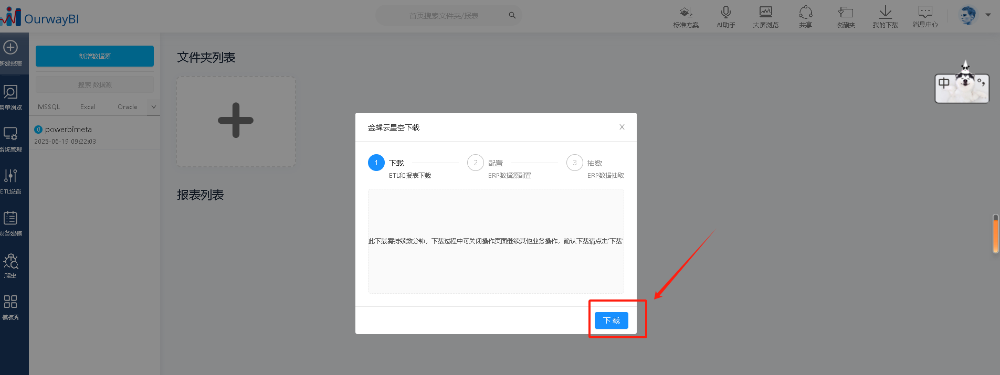 OurwayBI
首页搜索文件夹/报表
标准方案
AI助手
大屏浏览
共享
收藏夹
我的下载
消息中心
新建报表
菜单浏览
系统管理
ETL设置
财务建模
爬虫
模板秀
新增数据源
搜索 数据源
MSSQL Excel Oracle
0 powerbimeta
2025-06-19 09:22:03
文件夹列表
报表列表
中 °,
金蝶云星空下载
1 下载
ETL和报表下载
2 配置
ERP数据源配置
3 抽数
ERP数据抽取
此下载需持续数分钟，下载过程中可关闭操作页面继续其他业务操作，确认下载请点击'下载'
下 载